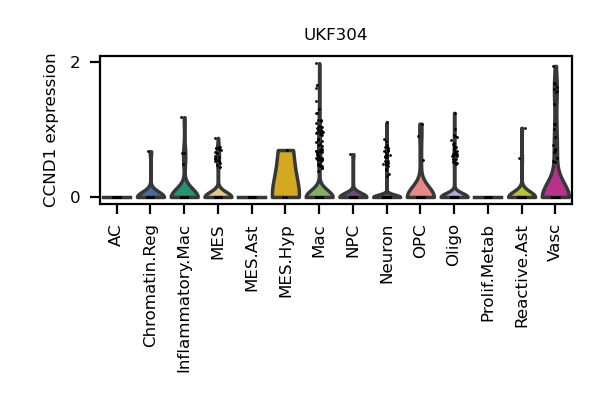 UKF304
CCND1 expression
2
0
AC
Chromatin.Reg
Inflammatory.Mac
MES
MES.Ast
MES.Hyp
Mac
NPC
Neuron
OPC
Oligo
Prolif.Metab
Reactive.Ast
Vasc